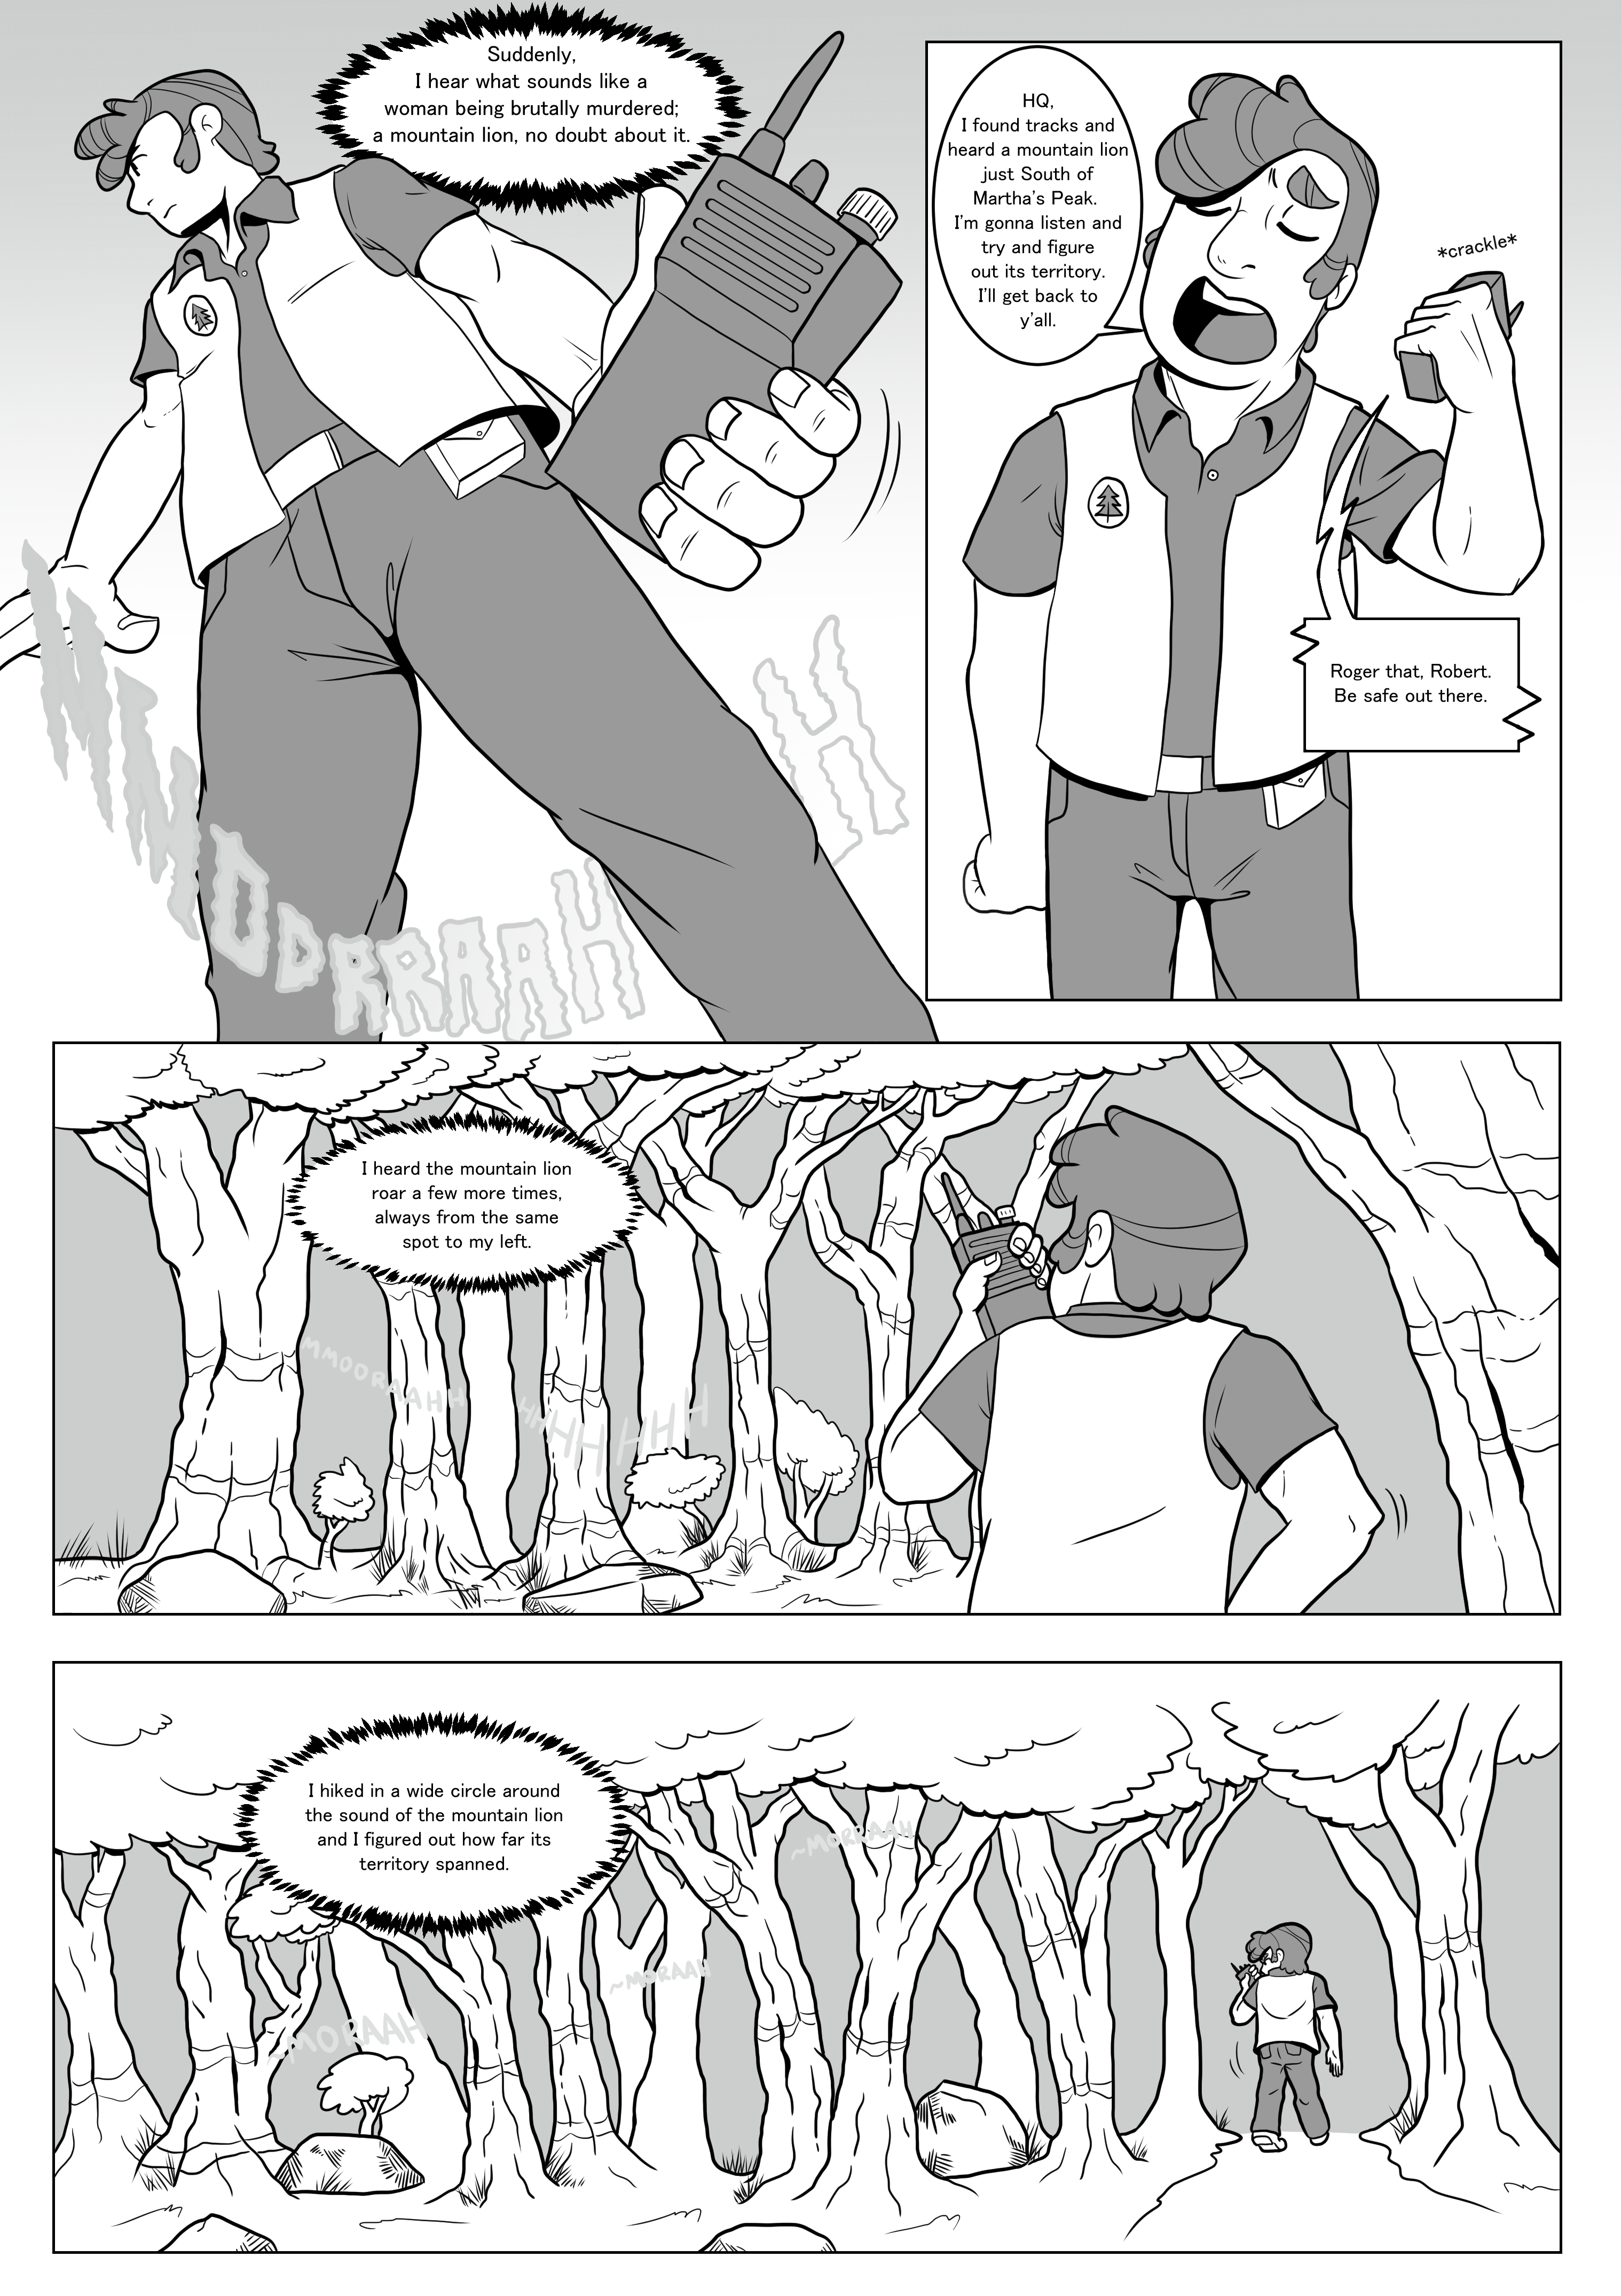 Suddenly,
I hear what sounds like a
woman being brutally murdered;
a mountain lion, no doubt about it.
HQ,
I found tracks and
heard a mountain lion
just South of
Martha's Peak.
I'm gonna listen and
try and figure
out its territory.
I'll get back to
y'all.
*crackle*
Roger that, Robert.
Be safe out there.
I heard the mountain lion
roar a few more times,
always from the same
spot to my left.
MMOORAAHH
HHHHHHH
I hiked in a wide circle around
the sound of the mountain lion
and I figured out how far its
territory spanned.
~MORRAAH
~MORAAH
~MORAAH